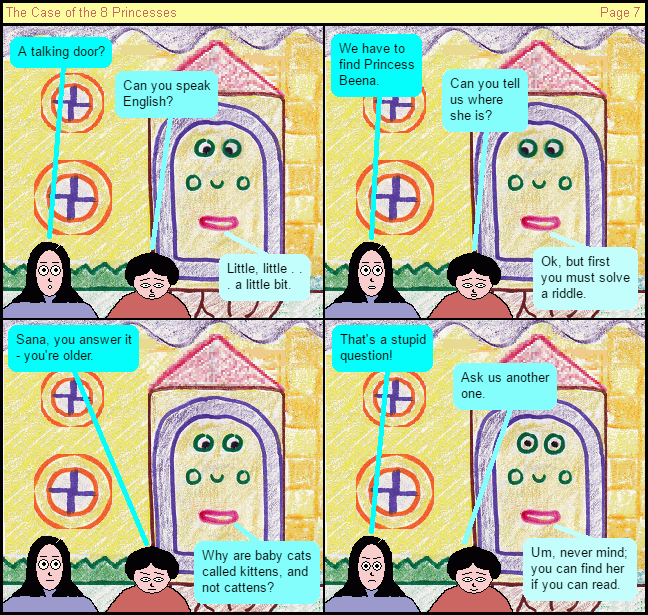 The Case of the 8 Princesses
Page 7
A talking door?
Can you speak
English?
Little, little . .
. a little bit.
We have to
find Princess
Beena.
Can you tell
us where
she is?
Ok, but first
you must solve
a riddle.
Sana, you answer it
- you're older.
Why are baby cats
called kittens, and
not cattens?
That's a stupid
question!
Ask us another
one.
Um, never mind;
you can find her
if you can read.